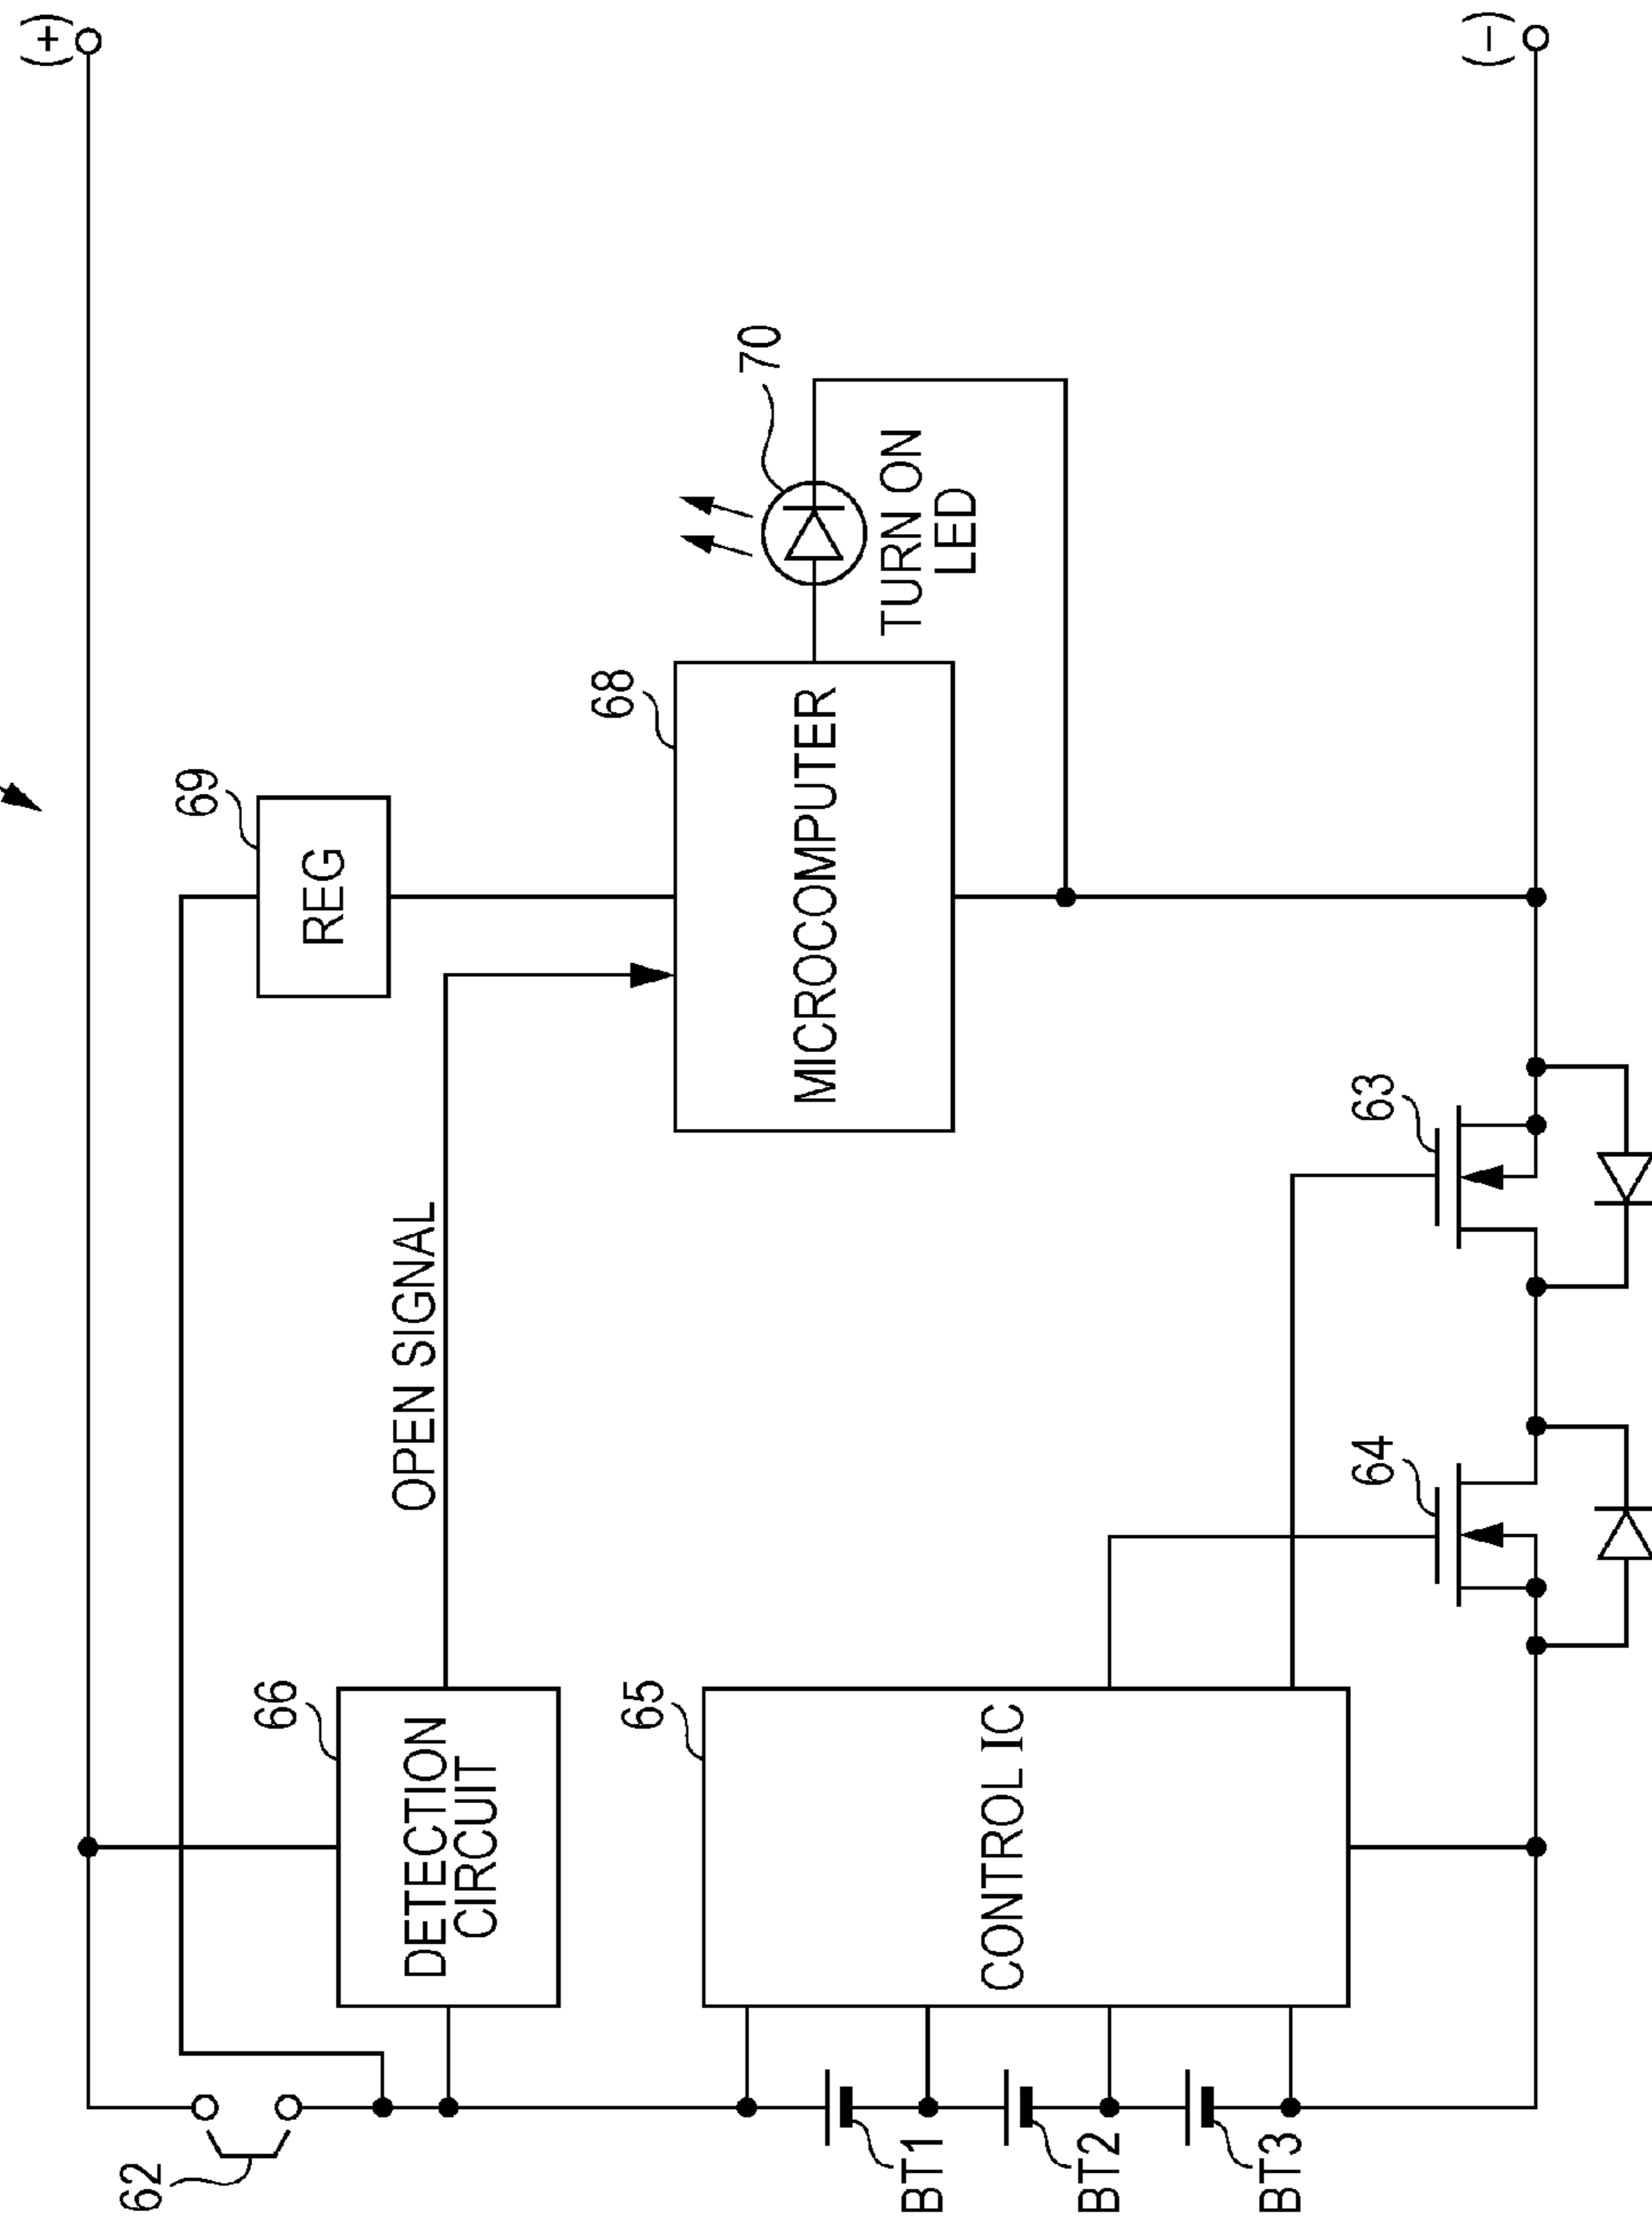 (+)
62
66
DETECTION
CIRCUIT
OPEN SIGNAL
69
REG
68
MICROCOMPUTER
70
TURN ON
LED
65
CONTROL IC
BT1
BT2
BT3
64
63
(−)